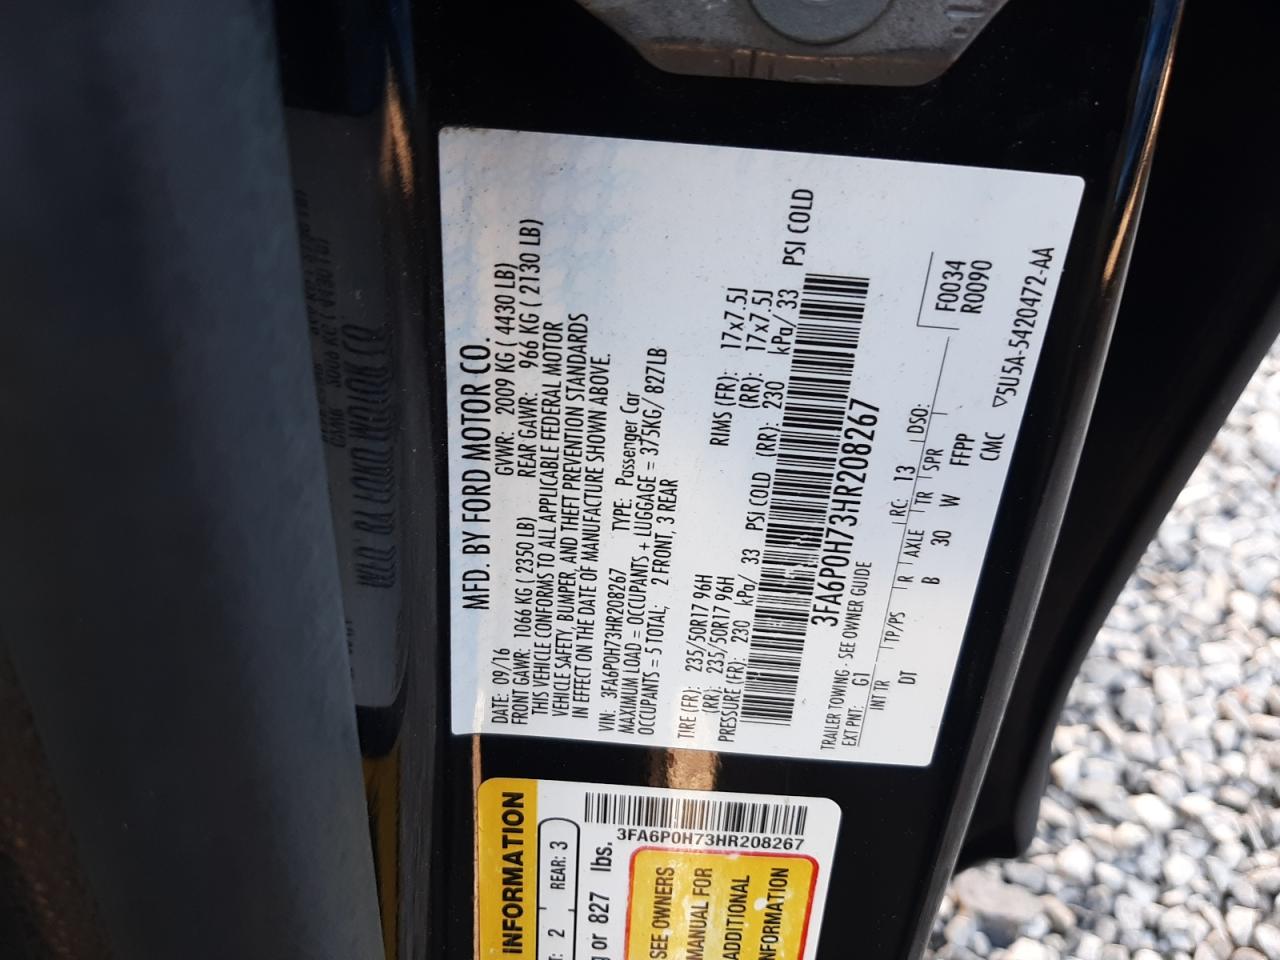 MFD. BY FORD MOTOR CO.
DATE: 09/16 GVWR: 2009 KG ( 4430 LB)
FRONT GAWR: 1066 KG ( 2350 LB) REAR GAWR: 966 KG ( 2130 LB)
THIS VEHICLE CONFORMS TO ALL APPLICABLE FEDERAL MOTOR
VEHICLE SAFETY, BUMPER, AND THEFT PREVENTION STANDARDS
IN EFFECT ON THE DATE OF MANUFACTURE SHOWN ABOVE.
VIN: 3FA6P0H73HR208267 TYPE: Passenger Car
MAXIMUM LOAD = OCCUPANTS + LUGGAGE = 375KG/ 827LB
OCCUPANTS = 5 TOTAL; 2 FRONT, 3 REAR
TIRE (FR): 235/50R17 96H RIMS (FR): 17x7.5J
(RR): 235/50R17 96H (RR): 17x7.5J
PRESSURE (FR): 230 kPa/ 33 PSI COLD (RR): 230 kPa/ 33 PSI COLD
3FA6P0H73HR208267
TRAILER TOWING - SEE OWNER GUIDE
EXT PNT: G1 RC: 13 DSO: F0034
R0090
INT TR TP/PS R AXLE TR SPR
DT B 30 W FFPP
CMC ▽5U5A-5420472-AA
INFORMATION
2 REAR: 3
or 827 lbs.
3FA6P0H73HR208267
SEE OWNERS
MANUAL FOR
ADDITIONAL
INFORMATION